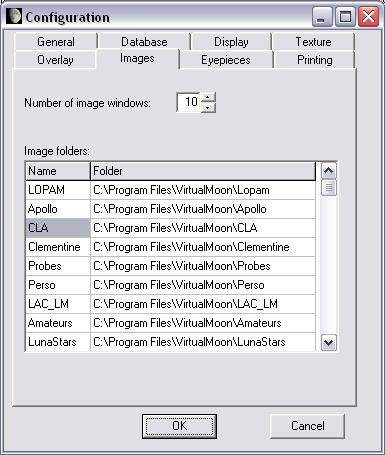 Configuration
General Database Display Texture
Overlay Images Eyepieces Printing
Number of image windows: 10
Image folders:
Name Folder
LOPAM C:\Program Files\VirtualMoon\Lopam
Apollo C:\Program Files\VirtualMoon\Apollo
CLA C:\Program Files\VirtualMoon\CLA
Clementine C:\Program Files\VirtualMoon\Clementine
Probes C:\Program Files\VirtualMoon\Probes
Perso C:\Program Files\VirtualMoon\Perso
LAC_LM C:\Program Files\VirtualMoon\LAC_LM
Amateurs C:\Program Files\VirtualMoon\Amateurs
LunaStars C:\Program Files\VirtualMoon\LunaStars
OK Cancel